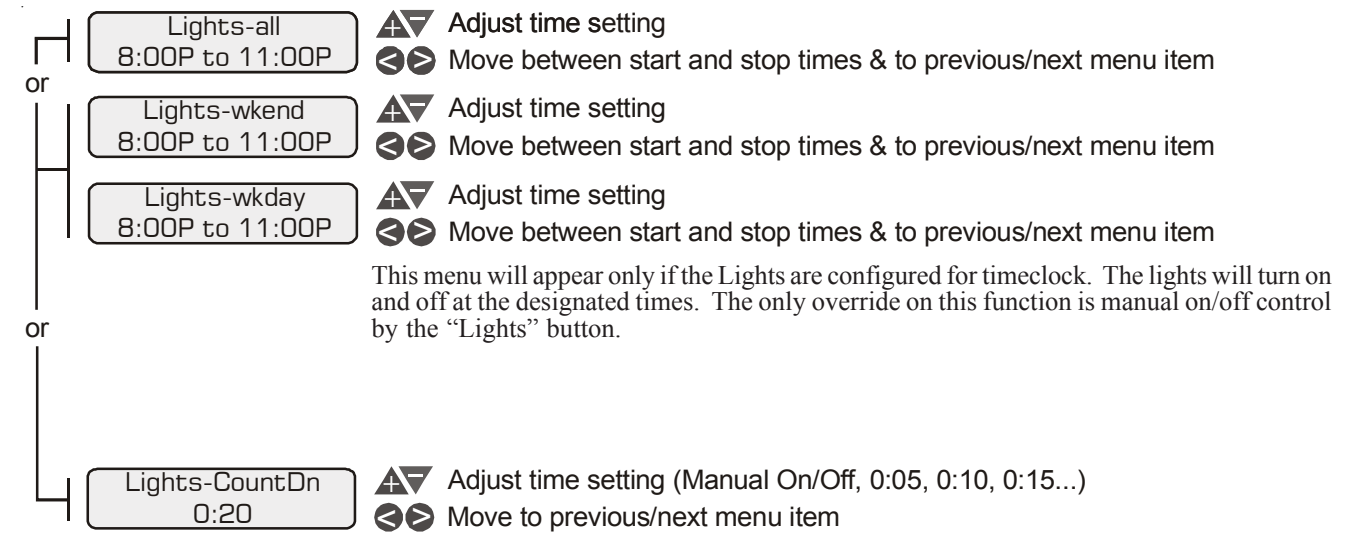 Lights-all
8:00P to 11:00P
+ − Adjust time setting
< > Move between start and stop times & to previous/next menu item
or
Lights-wkend
8:00P to 11:00P
+ − Adjust time setting
< > Move between start and stop times & to previous/next menu item
Lights-wkday
8:00P to 11:00P
+ − Adjust time setting
< > Move between start and stop times & to previous/next menu item
This menu will appear only if the Lights are configured for timeclock. The lights will turn on
and off at the designated times. The only override on this function is manual on/off control
by the “Lights” button.
or
Lights-CountDn
0:20
+ − Adjust time setting (Manual On/Off, 0:05, 0:10, 0:15...)
< > Move to previous/next menu item